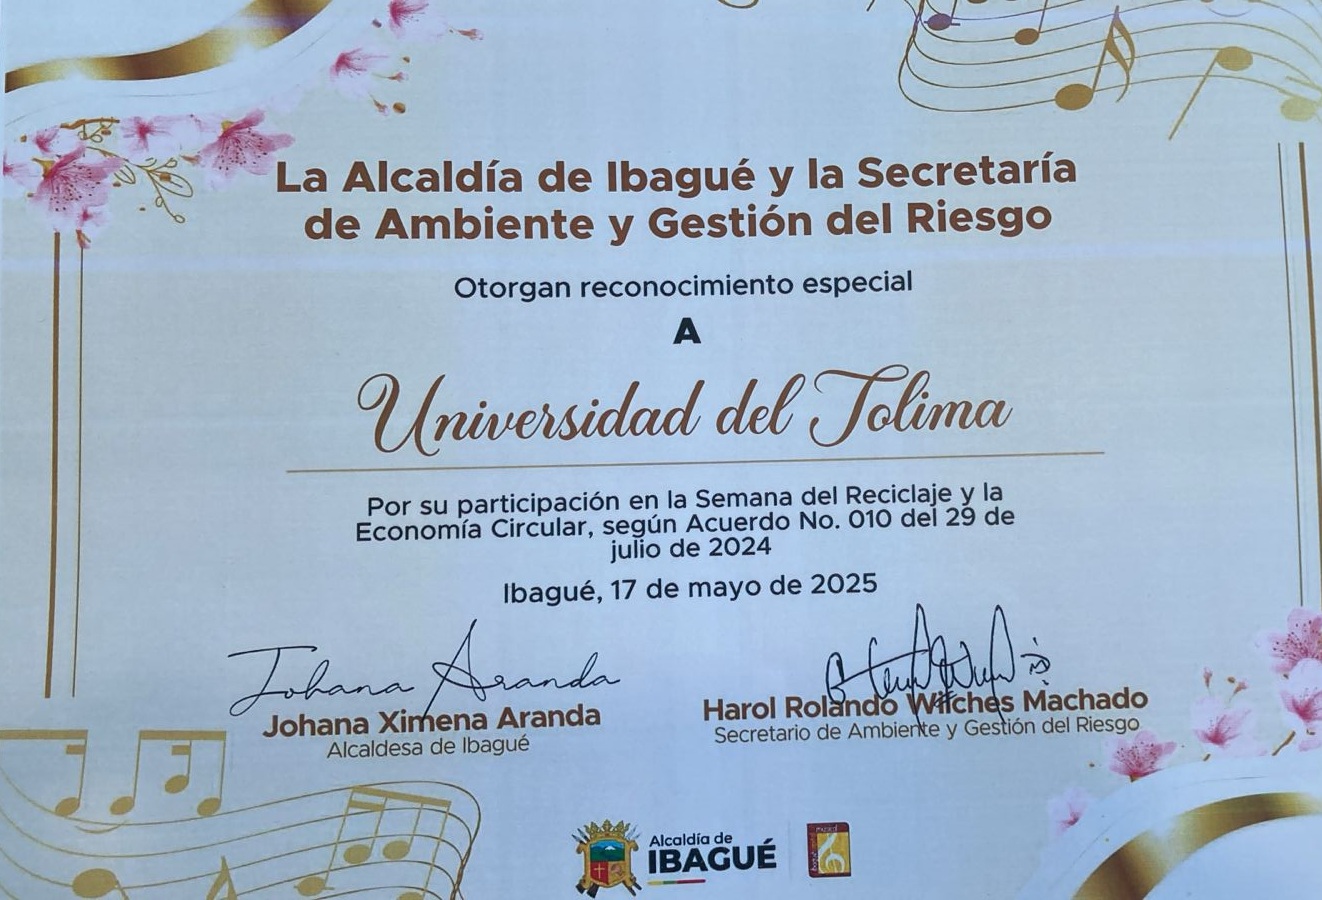 La Alcaldía de Ibagué y la Secretaría
de Ambiente y Gestión del Riesgo
Otorgan reconocimiento especial
A
Universidad del Tolima
Por su participación en la Semana del Reciclaje y la
Economía Circular, según Acuerdo No. 010 del 29 de
julio de 2024
Ibagué, 17 de mayo de 2025
Johana Aranda
Johana Ximena Aranda
Alcaldesa de Ibagué
Harol Rolando Wilches Machado
Secretario de Ambiente y Gestión del Riesgo
Alcaldía de
IBAGUÉ